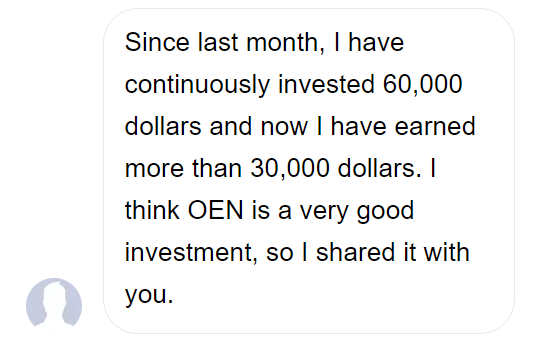 Since last month, I have
continuously invested 60,000
dollars and now I have earned
more than 30,000 dollars. I
think OEN is a very good
investment, so I shared it with
you.